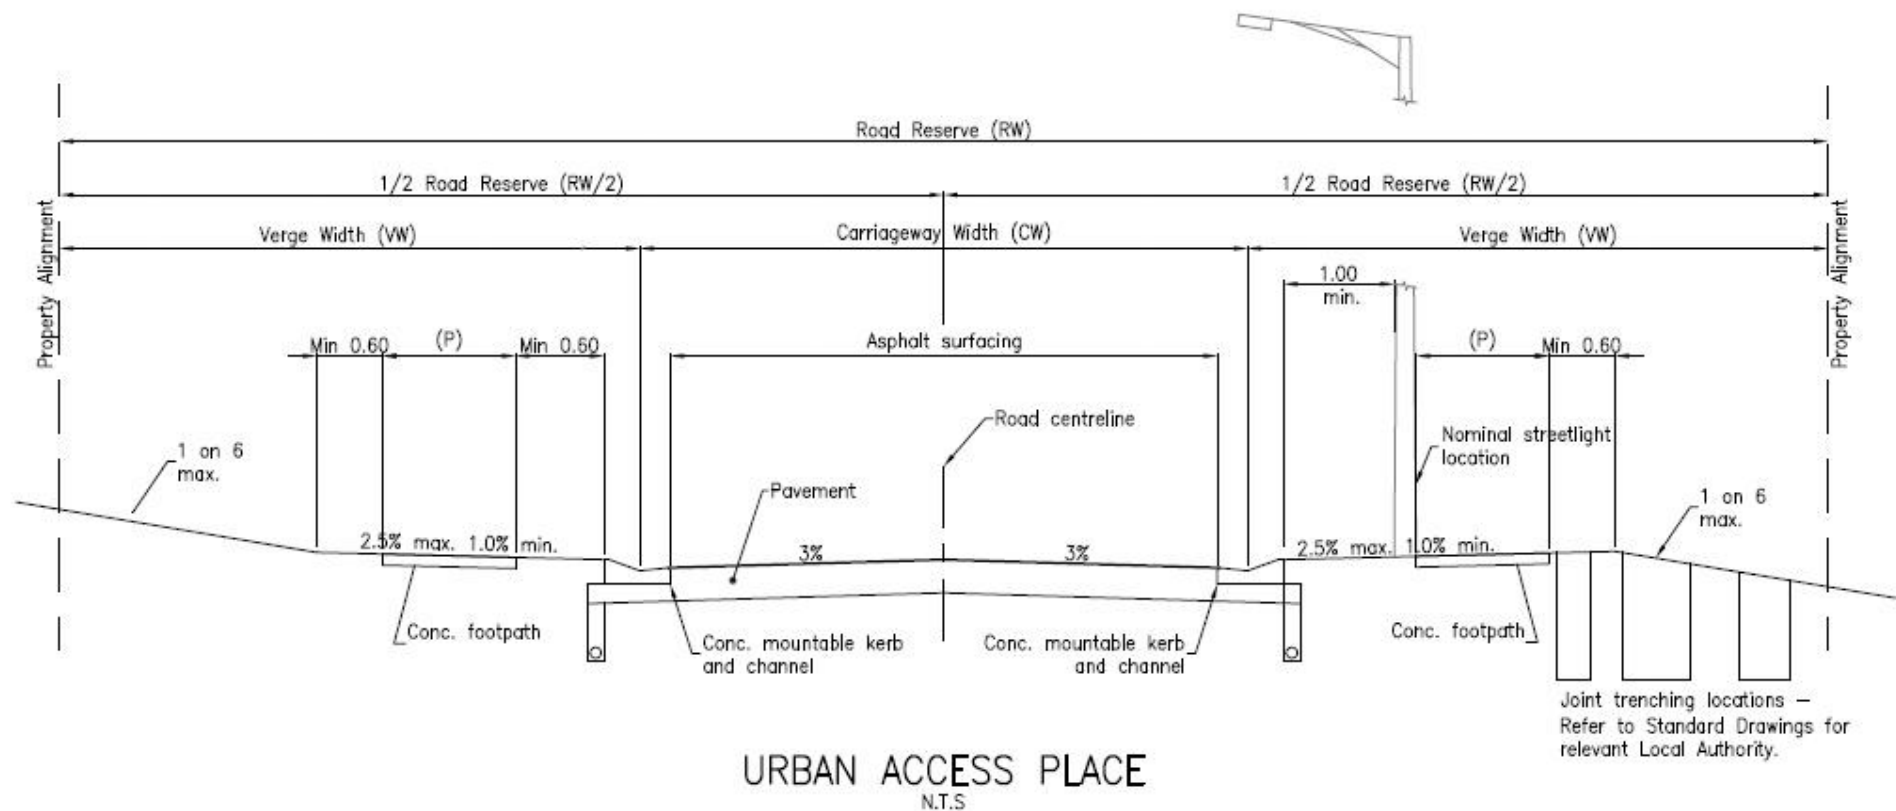 Road Reserve (RW)
1/2 Road Reserve (RW/2)
1/2 Road Reserve (RW/2)
Property Alignment
Verge Width (VW)
Carriageway Width (CW)
Verge Width (VW)
Property Alignment
1.00
min.
Min 0.60
(P)
Min 0.60
Asphalt surfacing
(P)
Min 0.60
Road centreline
Nominal streetlight
location
1 on 6
max.
Pavement
1 on 6
max.
2.5% max. 1.0% min.
3%
3%
2.5% max. 1.0% min.
Conc. footpath
Conc. mountable kerb
and channel
Conc. mountable kerb
and channel
Conc. footpath
Joint trenching locations –
Refer to Standard Drawings for
relevant Local Authority.
URBAN ACCESS PLACE
N.T.S